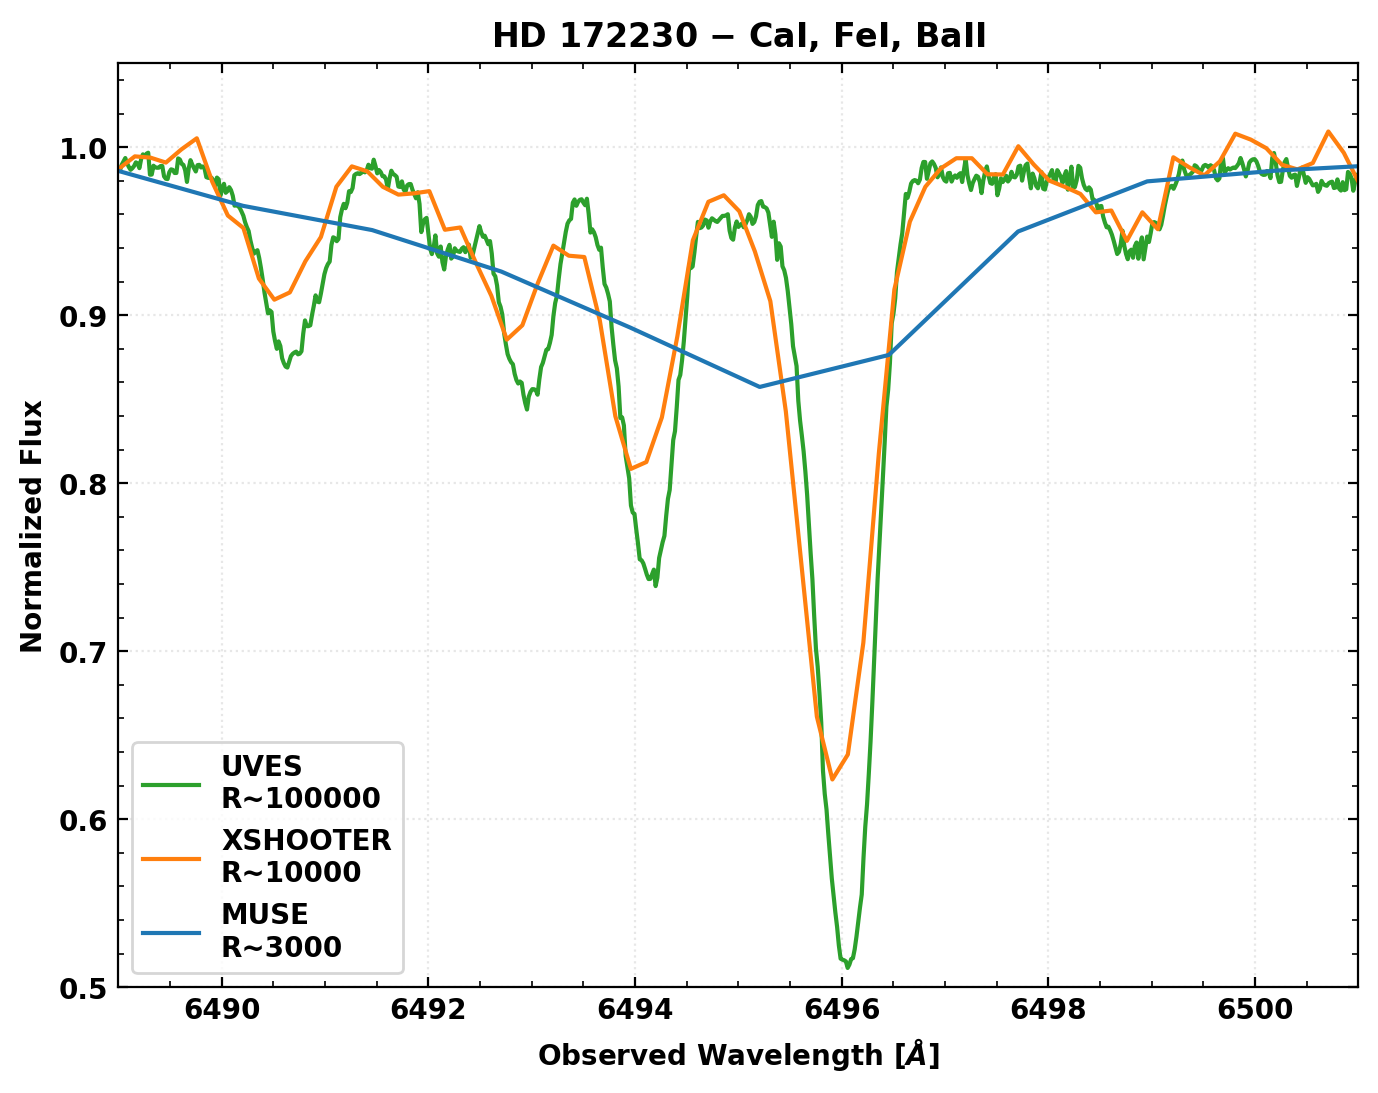 HD 172230 − CaI, FeI, BaII
Normalized Flux
1.0
0.9
0.8
0.7
0.6
0.5
UVES
R~100000
XSHOOTER
R~10000
MUSE
R~3000
6490 6492 6494 6496 6498 6500
Observed Wavelength [Å]